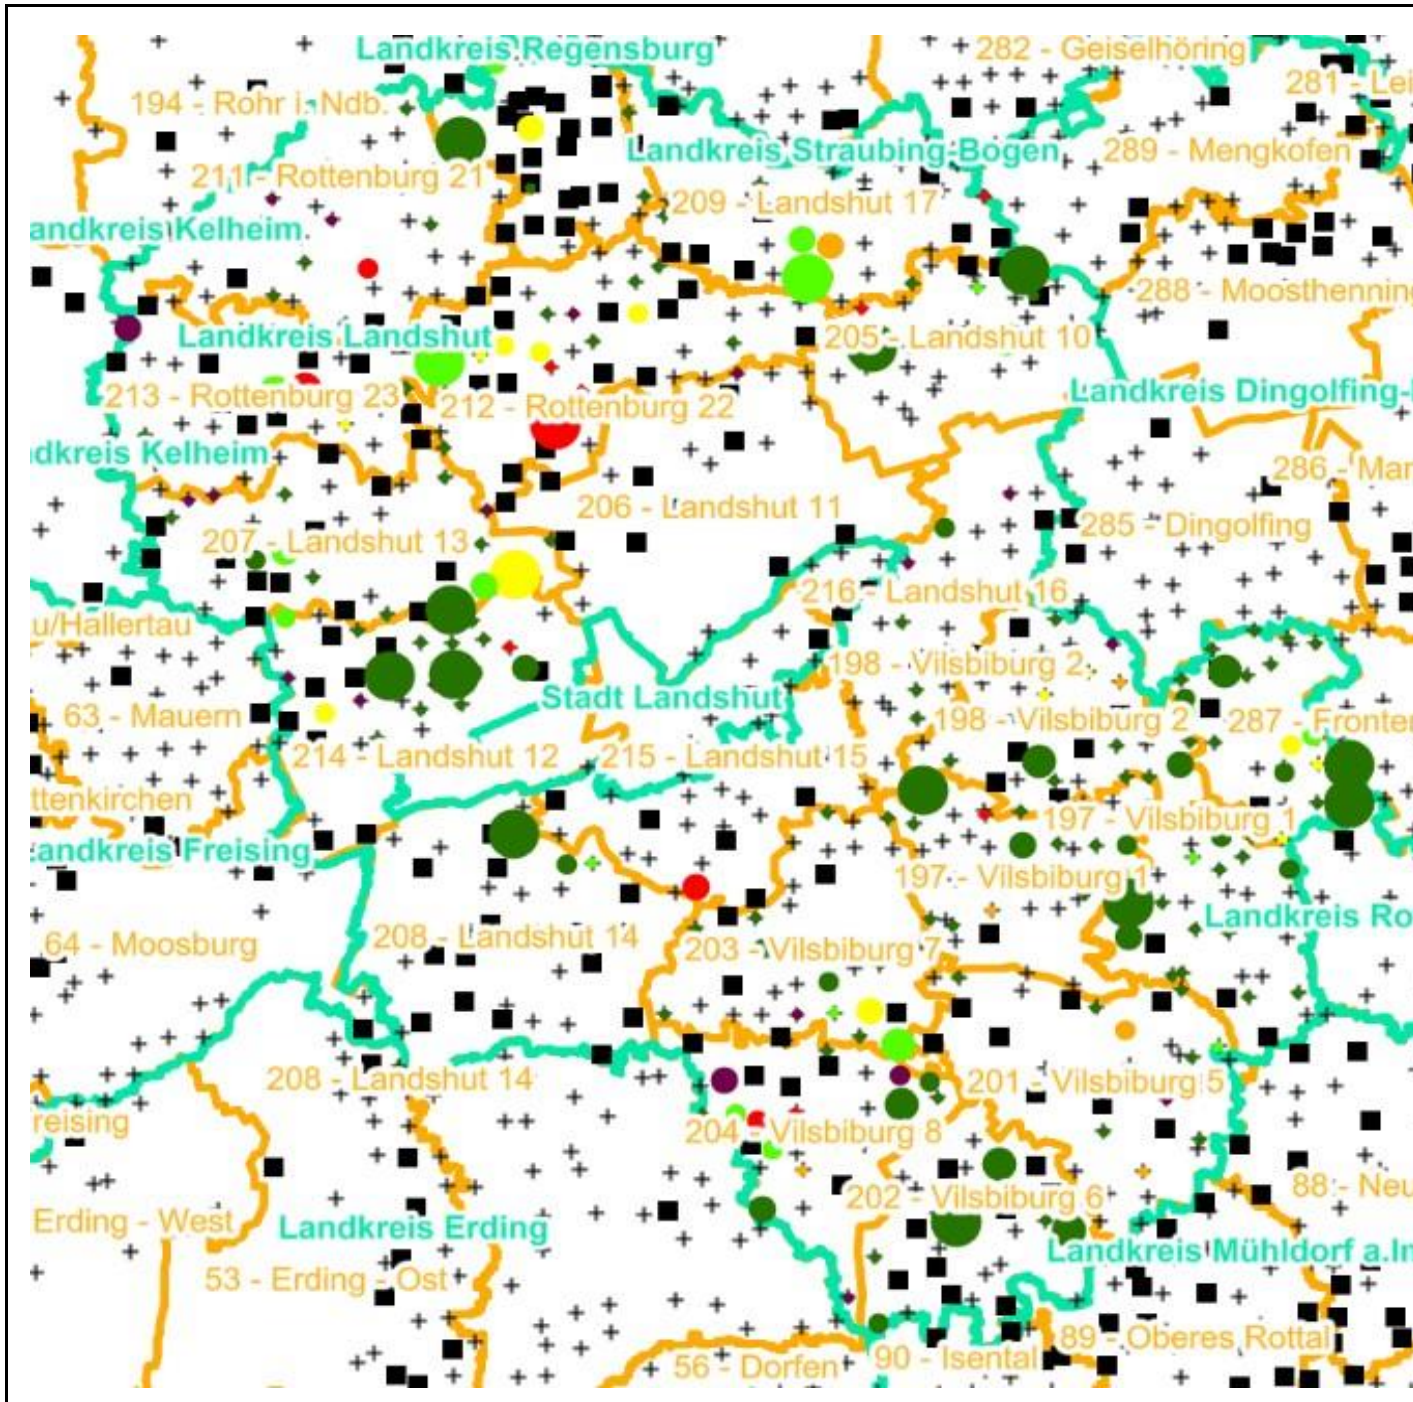 Landkreis Regensburg
282 - Geiselhöring
281 - Lei
194 - Rohr i. Ndb.
Landkreis Straubing-Bogen
289 - Mengkofen
211 - Rottenburg 21
209 - Landshut 17
andkreis Kelheim
288 - Moosthenning
Landkreis Landshut
205 - Landshut 10
Landkreis Dingolfing-
213 - Rottenburg 23
212 - Rottenburg 22
dkreis Kelheim
286 - Mar
206 - Landshut 11
285 - Dingolfing
207 - Landshut 13
216 - Landshut 16
u/Hallertau
198 - Vilsbiburg 2
Stadt Landshut
63 - Mauern
198 - Vilsbiburg 2
287 - Fronten
214 - Landshut 12
215 - Landshut 15
ttenkirchen
197 - Vilsbiburg 1
andkreis Freising
197 - Vilsbiburg 1
Landkreis Ro
64 - Moosburg
208 - Landshut 14
203 - Vilsbiburg 7
208 - Landshut 14
201 - Vilsbiburg 5
reising
204 - Vilsbiburg 8
88 - Neu
202 - Vilsbiburg 6
Erding - West
Landkreis Erding
Landkreis Mühldorf a.In
53 - Erding - Ost
89 - Oberes Rottal
90 - Isental
56 - Dorfen